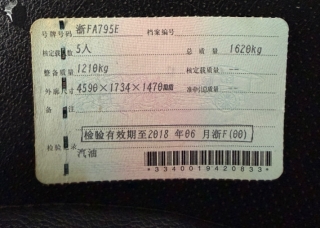 号牌号码 浙FA795E 档案编号
核定载人数 5人 总质量 1620kg
整备质量 1210kg 核定载质量 --
外廓尺寸 4590×1734×1470mm 准牵引总质量 --
备注
检验有效期至2018年06月浙F(00)
检验记录 汽油
*3340019420833*